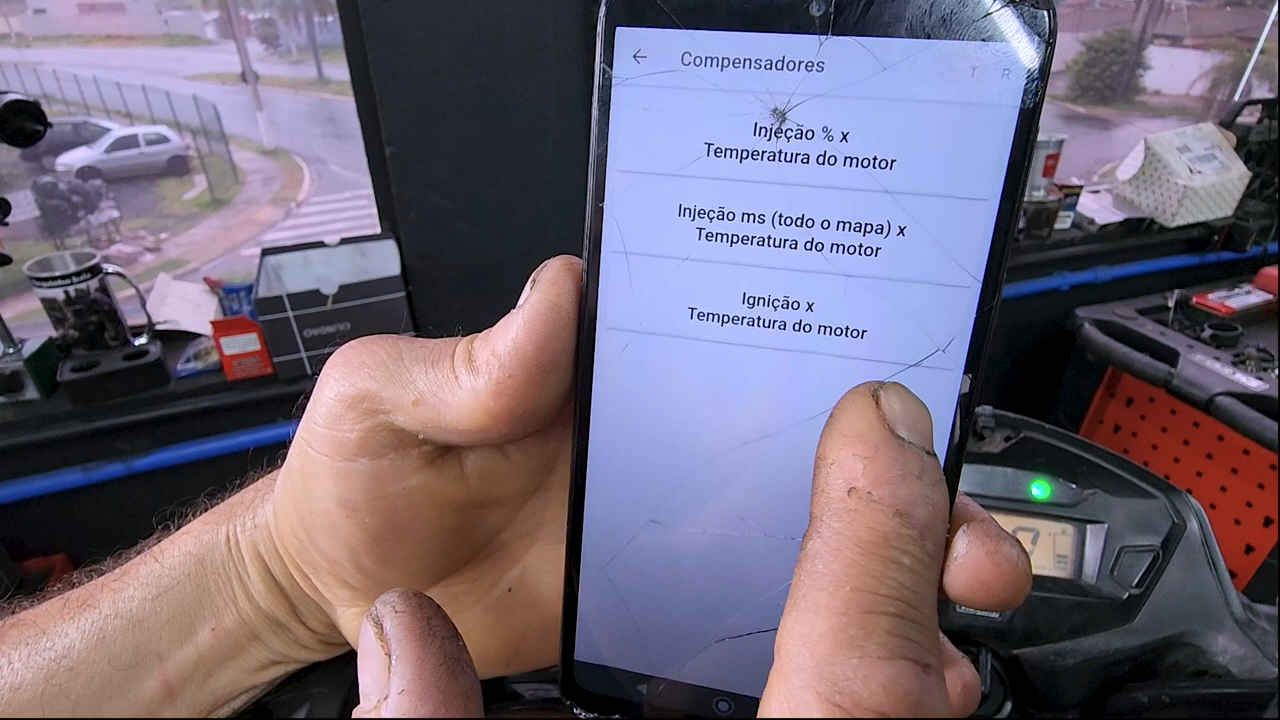 Compensadores
T R
Injeção % x
Temperatura do motor
Injeção ms (todo o mapa) x
Temperatura do motor
Ignição x
Temperatura do motor